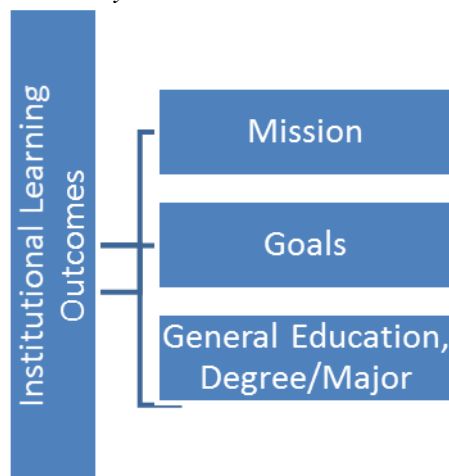 Institutional Learning
Outcomes
Mission
Goals
General Education,
Degree/Major